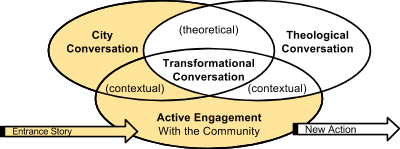 (theoretical)
City
Conversation
Theological
Conversation
Transformational
Conversation
(contextual)
(contextual)
Active Engagement
With the Community
Entrance Story
New Action